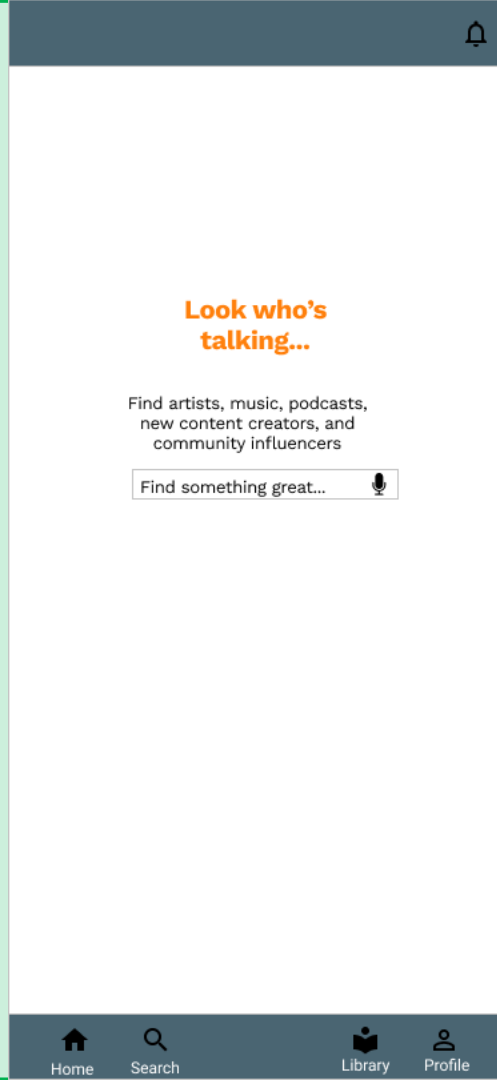 Look who's
talking...
Find artists, music, podcasts,
new content creators, and
community influencers
Find something great...
Home
Search
Library
Profile